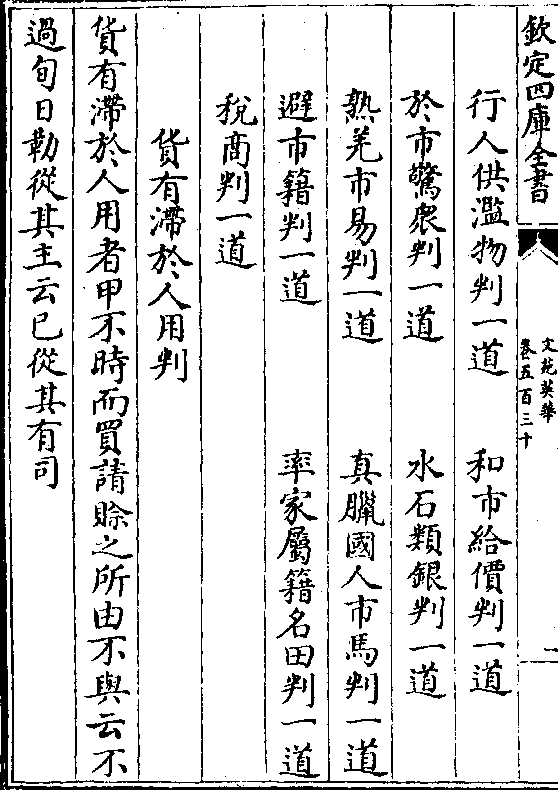 欽定四庫全書
文苑英華
卷五百三十
一
行人供濫物判一道　和市給價判一道
於市驚衆判一道　水石類銀判一道
熟羌市易判一道　真臘國人市馬判一道
避市籍判一道　率家屬籍名田判一道
稅商判一道
貨有滯於人用判
貨有滯於人用者甲不時而買請賒之所由不與云不
過旬日勒從其主云已從其有司